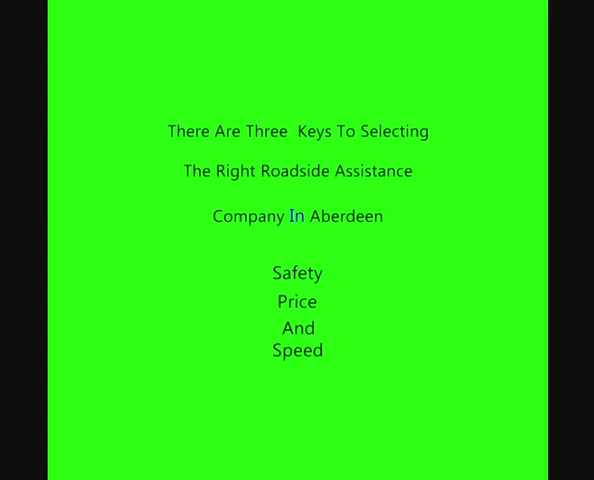 There Are Three  Keys To Selecting
The Right Roadside Assistance
Company In Aberdeen
Safety
Price
And
Speed